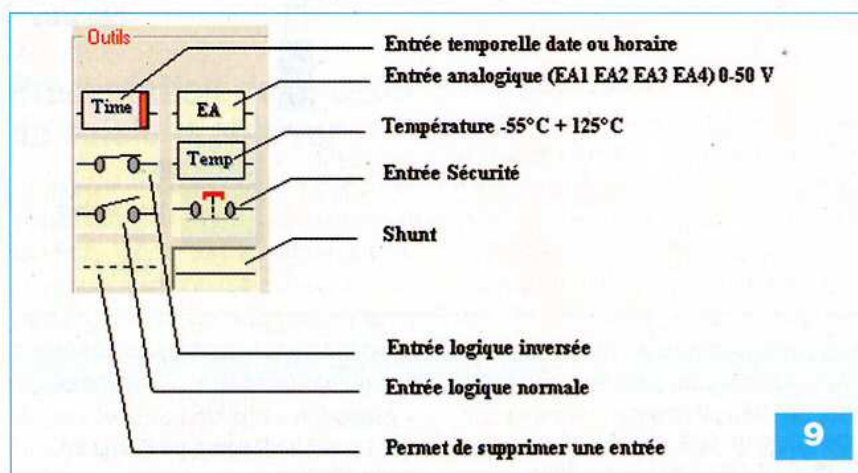 Outils
Entrée temporelle date ou horaire
Entrée analogique (EA1 EA2 EA3 EA4) 0-50 V
Time
EA
Température -55°C + 125°C
Temp
Entrée Sécurité
Shunt
Entrée logique inversée
Entrée logique normale
Permet de supprimer une entrée
9